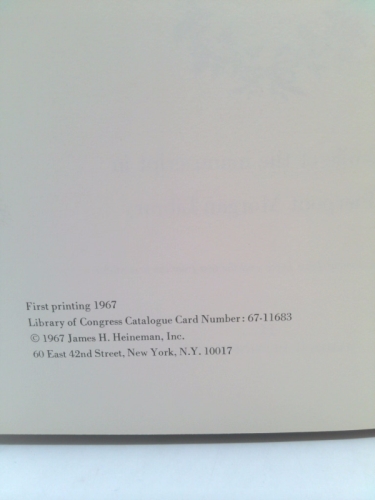 First printing 1967
Library of Congress Catalogue Card Number: 67-11683
© 1967 James H. Heineman, Inc.
60 East 42nd Street, New York, N.Y. 10017